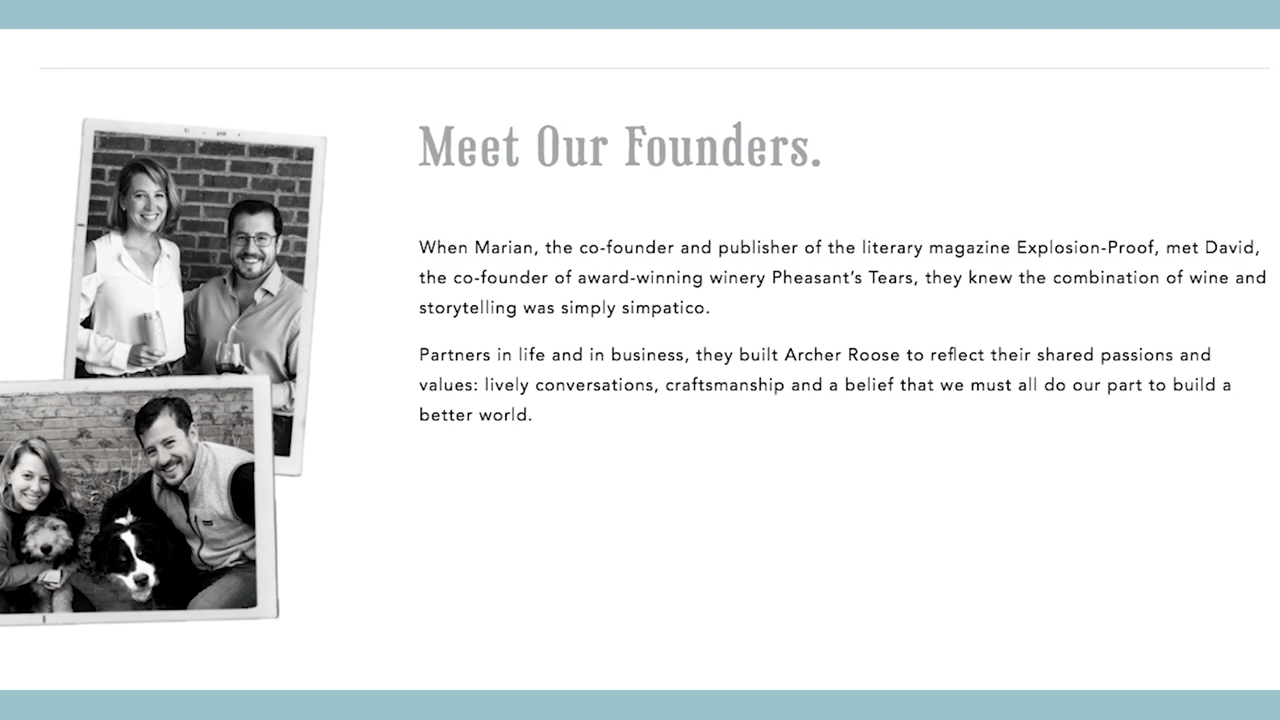 Meet Our Founders.
When Marian, the co-founder and publisher of the literary magazine Explosion-Proof, met David,
the co-founder of award-winning winery Pheasant’s Tears, they knew the combination of wine and
storytelling was simply simpatico.
Partners in life and in business, they built Archer Roose to reflect their shared passions and
values: lively conversations, craftsmanship and a belief that we must all do our part to build a
better world.